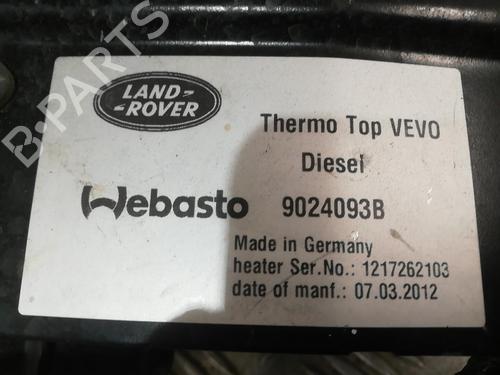 B-PARTS
LAND-
-ROVER
Thermo Top VEVO
Diesel
Webasto
9024093B
Made in Germany
heater Ser.No.: 1217262103
date of manf.: 07.03.2012